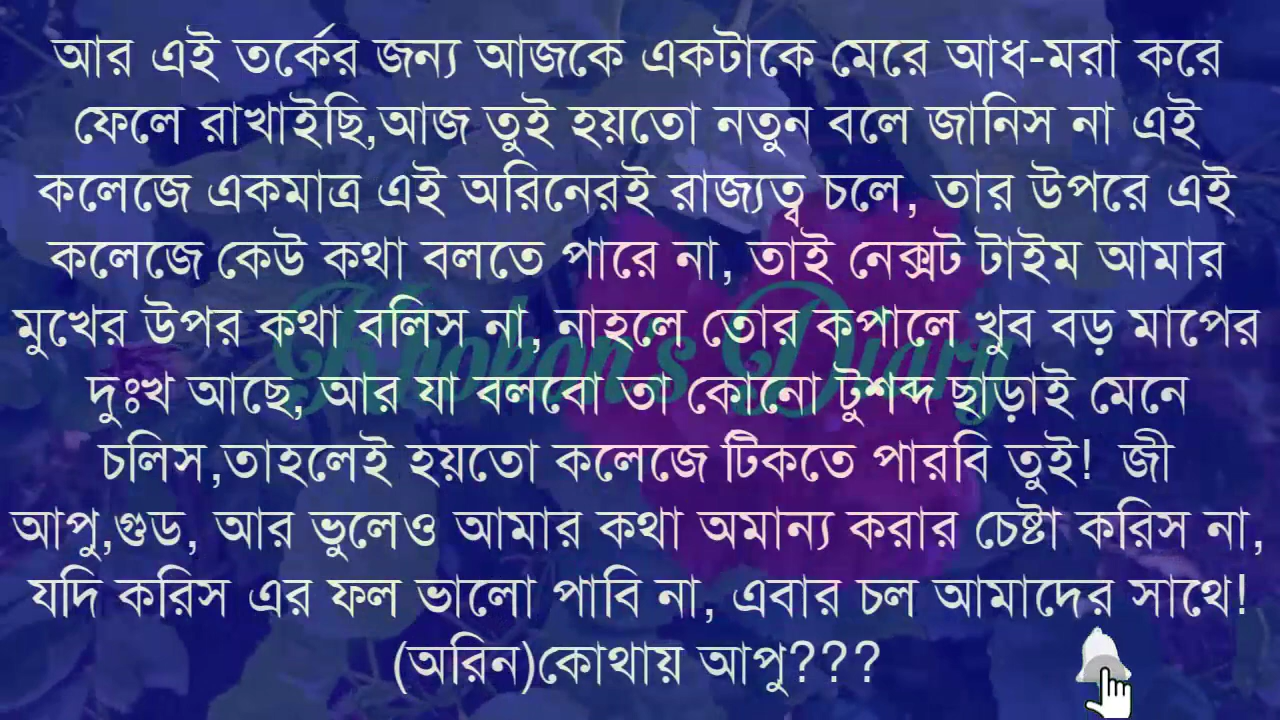 আর এই তর্কের জন্য আজকে একটাকে মেরে আধ-মরা করে
ফেলে রাখাইছি,আজ তুই হয়তো নতুন বলে জানিস না এই
কলেজে একমাত্র এই অরিনেরই রাজ্যত্ব চলে, তার উপরে এই
কলেজে কেউ কথা বলতে পারে না, তাই নেক্সট টাইম আমার
মুখের উপর কথা বলিস না, নাহলে তোর কপালে খুব বড় মাপের
দুঃখ আছে, আর যা বলবো তা কোনো টুশব্দ ছাড়াই মেনে
চলিস,তাহলেই হয়তো কলেজে টিকতে পারবি তুই! জী
আপু,গুড, আর ভুলেও আমার কথা অমান্য করার চেষ্টা করিস না,
যদি করিস এর ফল ভালো পাবি না, এবার চল আমাদের সাথে!
(অরিন)কোথায় আপু???
Khokon's Diary